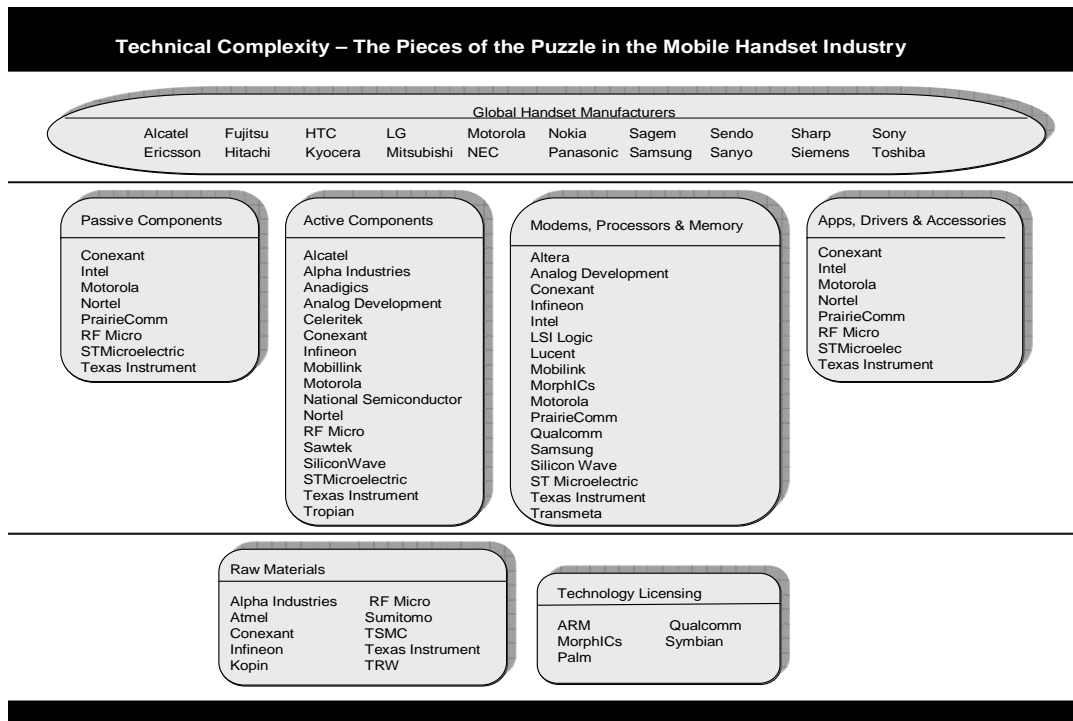 Technical Complexity – The Pieces of the Puzzle in the Mobile Handset Industry
Global Handset Manufacturers
Alcatel Fujitsu HTC LG Motorola Nokia Sagem Sendo Sharp Sony
Ericsson Hitachi Kyocera Mitsubishi NEC Panasonic Samsung Sanyo Siemens Toshiba
Passive Components
Conexant
Intel
Motorola
Nortel
PrairieComm
RF Micro
STMicroelectric
Texas Instrument
Active Components
Alcatel
Alpha Industries
Anadigics
Analog Development
Celeritek
Conexant
Infineon
Mobillink
Motorola
National Semiconductor
Nortel
RF Micro
Sawtek
SiliconWave
STMicroelectric
Texas Instrument
Tropian
Modems, Processors & Memory
Altera
Analog Development
Conexant
Infineon
Intel
LSI Logic
Lucent
Mobilink
MorphICs
Motorola
PrairieComm
Qualcomm
Samsung
Silicon Wave
ST Microelectric
Texas Instrument
Transmeta
Apps, Drivers & Accessories
Conexant
Intel
Motorola
Nortel
PrairieComm
RF Micro
STMicroelec
Texas Instrument
Raw Materials
Alpha Industries RF Micro
Atmel Sumitomo
Conexant TSMC
Infineon Texas Instrument
Kopin TRW
Technology Licensing
ARM Qualcomm
MorphICs Symbian
Palm